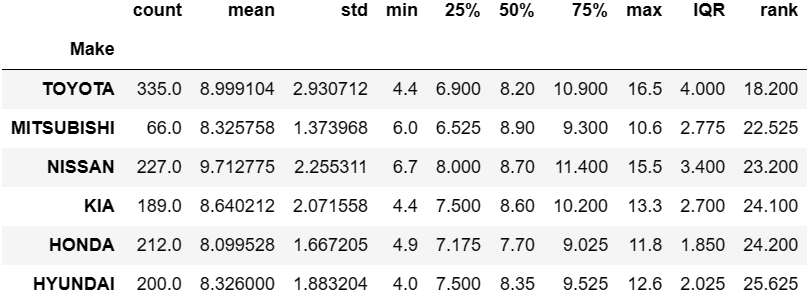 count mean std min 25% 50% 75% max IQR rank
Make
TOYOTA 335.0 8.999104 2.930712 4.4 6.900 8.20 10.900 16.5 4.000 18.200
MITSUBISHI 66.0 8.325758 1.373968 6.0 6.525 8.90 9.300 10.6 2.775 22.525
NISSAN 227.0 9.712775 2.255311 6.7 8.000 8.70 11.400 15.5 3.400 23.200
KIA 189.0 8.640212 2.071558 4.4 7.500 8.60 10.200 13.3 2.700 24.100
HONDA 212.0 8.099528 1.667205 4.9 7.175 7.70 9.025 11.8 1.850 24.200
HYUNDAI 200.0 8.326000 1.883204 4.0 7.500 8.35 9.525 12.6 2.025 25.625